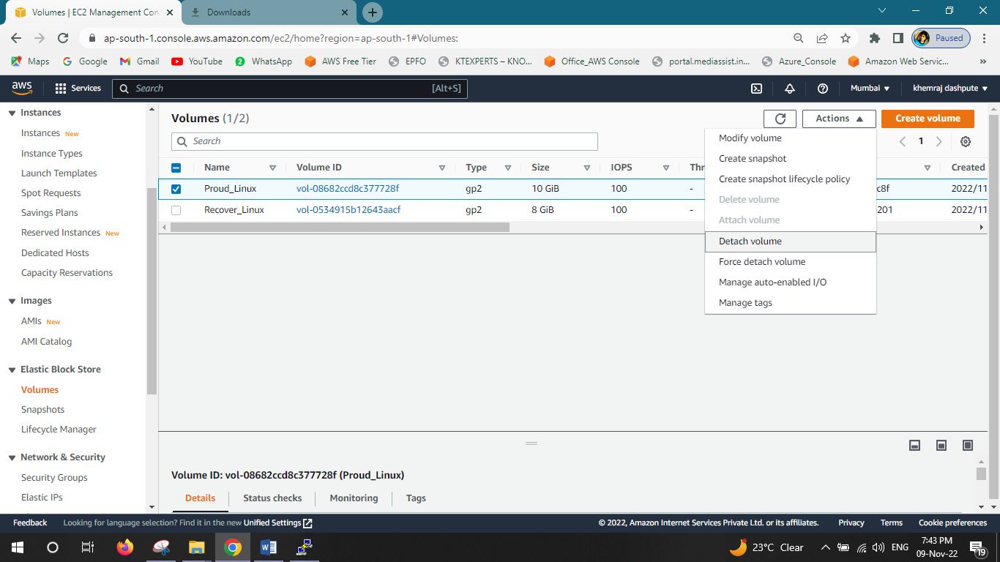 Volumes | EC2 Management Con
Downloads
ap-south-1.console.aws.amazon.com/ec2/home?region=ap-south-1#Volumes:
Paused
Maps
Google
Gmail
YouTube
2
WhatsApp
AWS Free Tier
EPFO
KTEXPERTS – KNO...
Office_AWS Console
portal.mediassist.in...
Azure_Console
Amazon Web Servic...
»
aws
Services
Search
[Alt+S]
Mumbai
khemraj dashpute
Instances
Instances New
Instance Types
Launch Templates
Spot Requests
Savings Plans
Reserved Instances New
Dedicated Hosts
Capacity Reservations
Images
AMIs New
AMI Catalog
Elastic Block Store
Volumes
Snapshots
Lifecycle Manager
Network & Security
Security Groups
Elastic IPs
Volumes (1/2)
Actions
Create volume
Search
1
Name Volume ID Type Size IOPS Thr Created
Proud_Linux vol-08682ccd8c377728f gp2 10 GiB 100 - c8f 2022/11
Recover_Linux vol-0534915b12643aacf gp2 8 GiB 100 - 201 2022/11
Modify volume
Create snapshot
Create snapshot lifecycle policy
Delete volume
Attach volume
Detach volume
Force detach volume
Manage auto-enabled I/O
Manage tags
Volume ID: vol-08682ccd8c377728f (Proud_Linux)
Details
Status checks
Monitoring
Tags
Feedback
Looking for language selection? Find it in the new Unified Settings
© 2022, Amazon Internet Services Private Ltd. or its affiliates.
Privacy
Terms
Cookie preferences
23°C Clear
ENG
7:43 PM
09-Nov-22
19